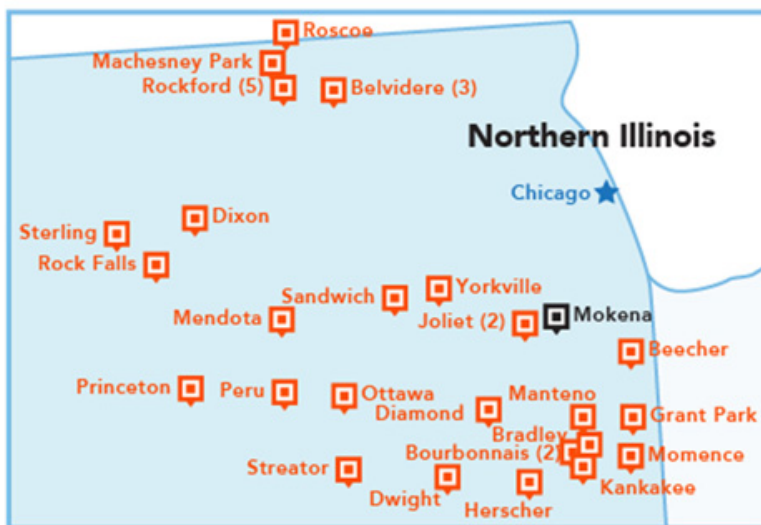 Roscoe
Machesney Park
Rockford (5)
Belvidere (3)
Northern Illinois
Chicago
Dixon
Sterling
Rock Falls
Yorkville
Sandwich
Mendota
Joliet (2)
Mokena
Beecher
Princeton
Peru
Ottawa
Manteno
Diamond
Grant Park
Bradley
Bourbonnais (2)
Momence
Streator
Kankakee
Dwight
Herscher